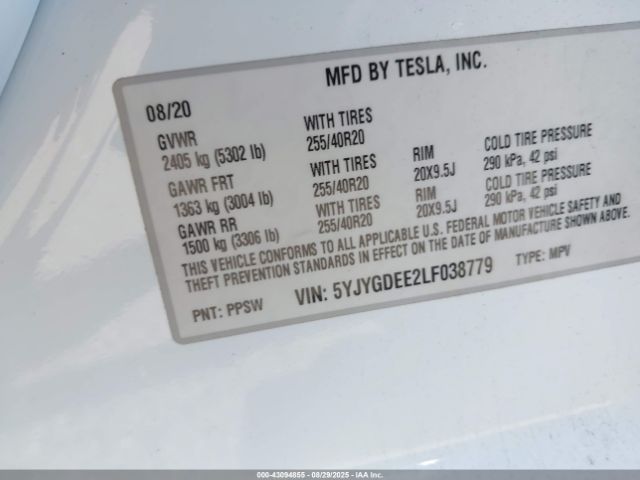 MFD BY TESLA, INC.
08/20
GVWR WITH TIRES RIM COLD TIRE PRESSURE
2405 kg (5302 lb) 255/40R20 20X9.5J 290 kPa, 42 psi
GAWR FRT WITH TIRES RIM COLD TIRE PRESSURE
1363 kg (3004 lb) 255/40R20 20X9.5J 290 kPa, 42 psi
GAWR RR WITH TIRES
1500 kg (3306 lb) 255/40R20
THIS VEHICLE CONFORMS TO ALL APPLICABLE U.S. FEDERAL MOTOR VEHICLE SAFETY AND
THEFT PREVENTION STANDARDS IN EFFECT ON THE DATE OF MANUFACTURE SHOWN ABOVE.
PNT: PPSW VIN: 5YJYGDEE2LF038779 TYPE: MPV
000-43094855 - 08/29/2025 - IAA Inc.